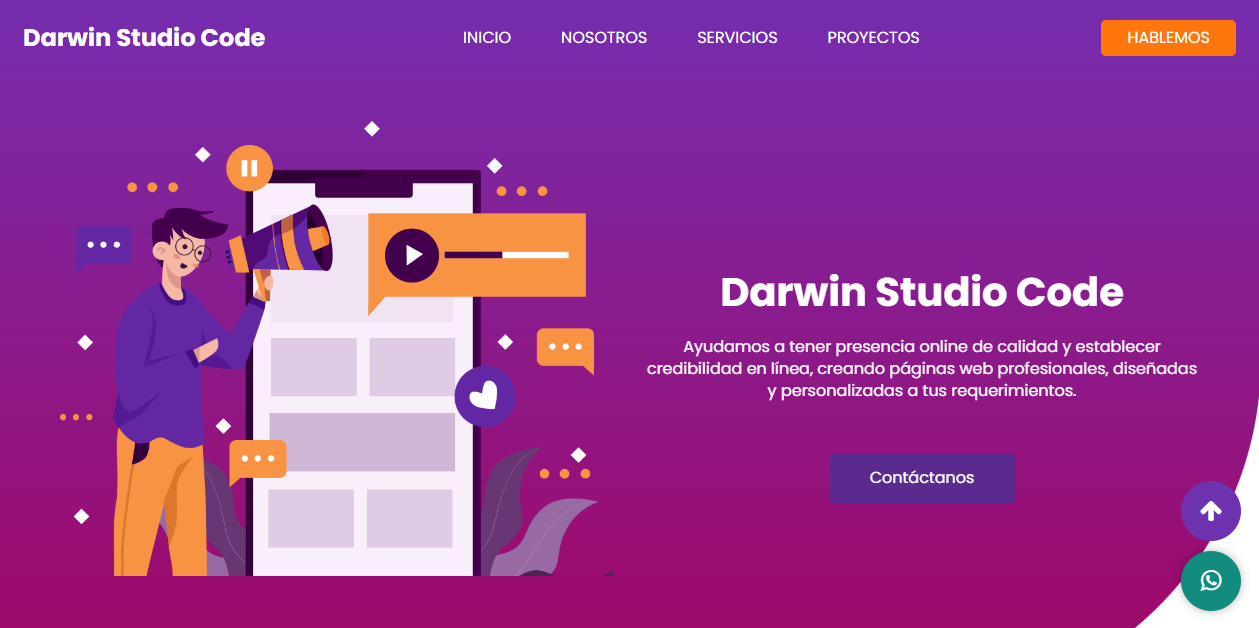 Darwin Studio Code
INICIO
NOSOTROS
SERVICIOS
PROYECTOS
HABLEMOS
Darwin Studio Code
Ayudamos a tener presencia online de calidad y establecer
credibilidad en línea, creando páginas web profesionales, diseñadas
y personalizadas a tus requerimientos.
Contáctanos